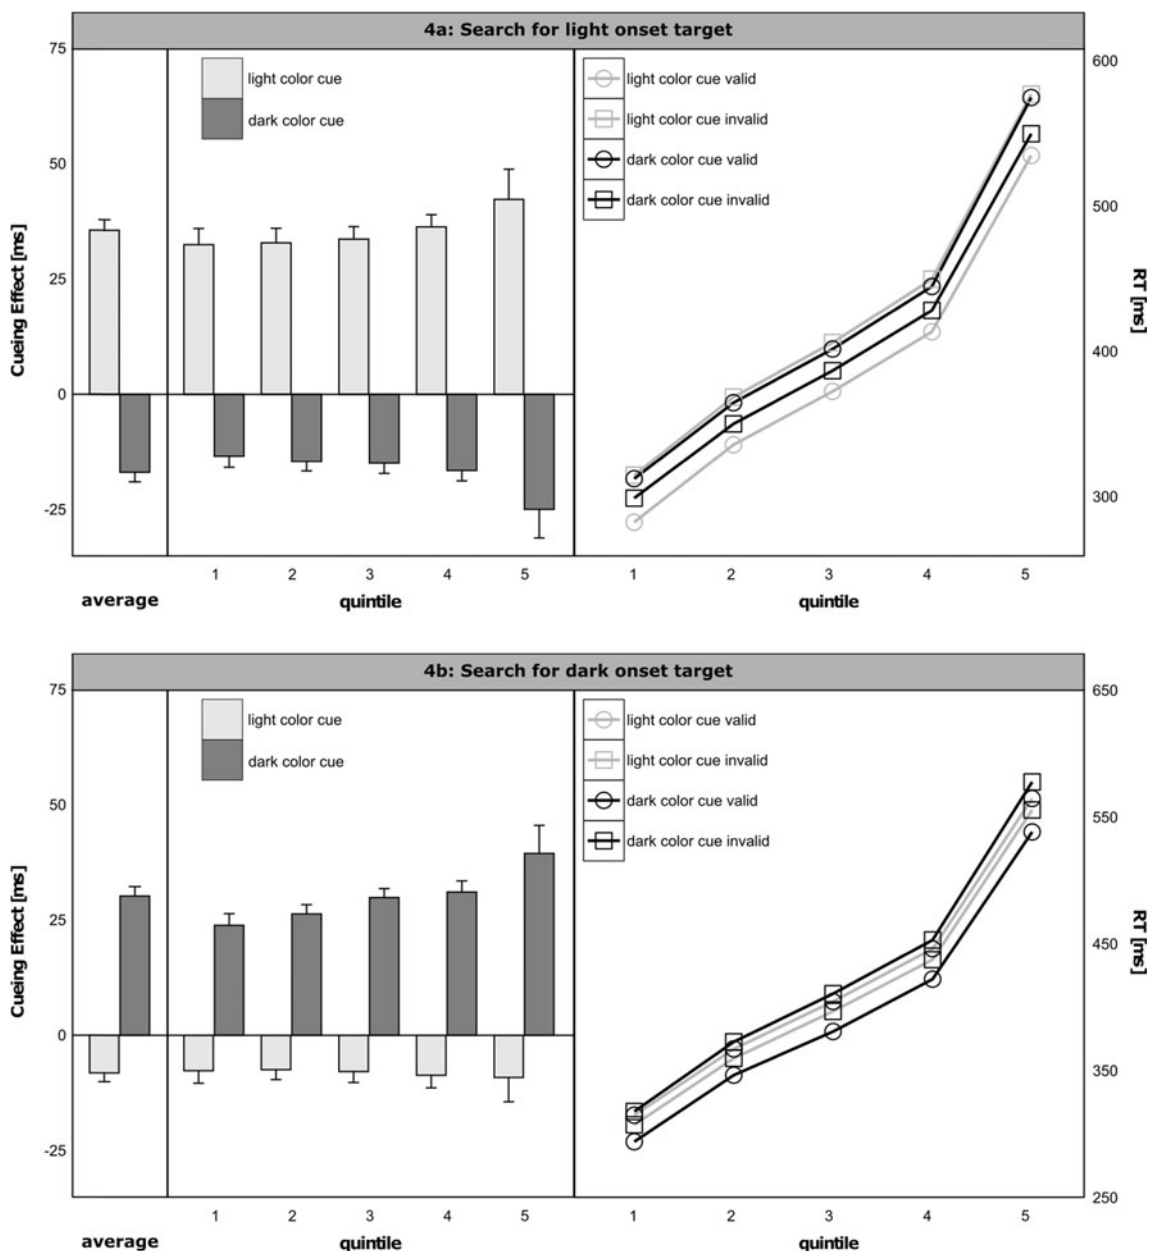 4a: Search for light onset target
75
50
25
0
-25
Cueing Effect [ms]
light color cue
dark color cue
light color cue valid
light color cue invalid
dark color cue valid
dark color cue invalid
600
500
400
300
RT [ms]
1 2 3 4 5
1 2 3 4 5
average quintile quintile
4b: Search for dark onset target
75
50
25
0
-25
Cueing Effect [ms]
light color cue
dark color cue
light color cue valid
light color cue invalid
dark color cue valid
dark color cue invalid
650
550
450
350
250
RT [ms]
1 2 3 4 5
1 2 3 4 5
average quintile quintile